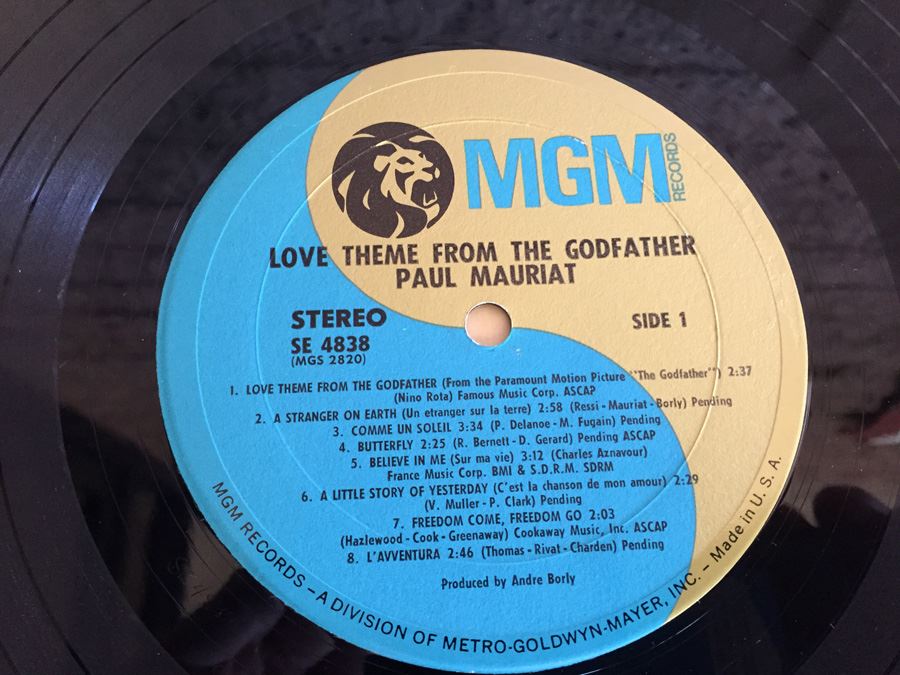 MGM RECORDS
LOVE THEME FROM THE GODFATHER
PAUL MAURIAT
STEREO
SIDE 1
SE 4838
(MGS 2820)
1. LOVE THEME FROM THE GODFATHER (From the Paramount Motion Picture "The Godfather") 2:37
(Nino Rota) Famous Music Corp. ASCAP
2. A STRANGER ON EARTH (Un etranger sur la terre) 2:58 (Ressi-Mauriat-Borly) Pending
3. COMME UN SOLEIL 3:34 (P. Delanoe-M. Fugain) Pending
4. BUTTERFLY 2:25 (R. Bernett-D. Gerard) Pending ASCAP
5. BELIEVE IN ME (Sur ma vie) 3:12 (Charles Aznavour)
France Music Corp. BMI & S.D.R.M. SDRM
6. A LITTLE STORY OF YESTERDAY (C'est la chanson de mon amour) 2:29
(V. Muller-P. Clark) Pending
7. FREEDOM COME, FREEDOM GO 2:03
(Hazlewood-Cook-Greenaway) Cookaway Music, Inc. ASCAP
8. L'AVVENTURA 2:46 (Thomas-Rivat-Charden) Pending
Produced by Andre Borly
MGM RECORDS – A DIVISION OF METRO-GOLDWYN-MAYER, INC. – Made in U. S. A.